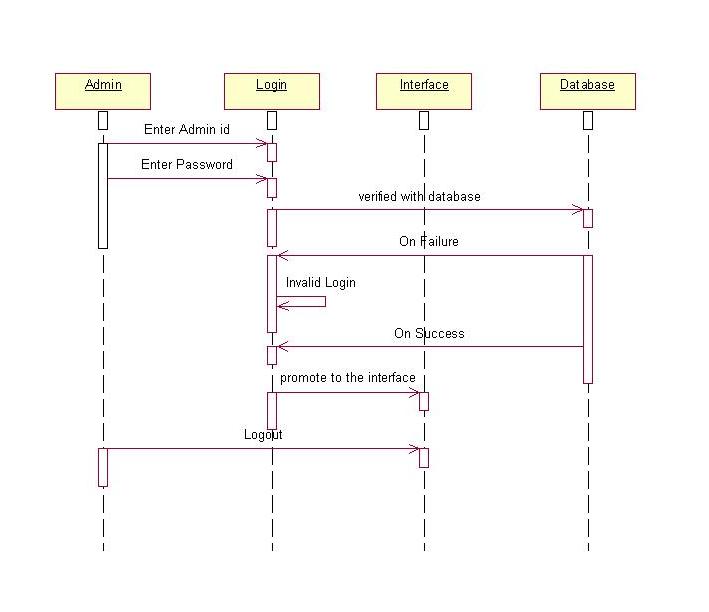 Admin
Login
Interface
Database
Enter Admin id
Enter Password
verified with database
On Failure
Invalid Login
On Success
promote to the interface
Logout